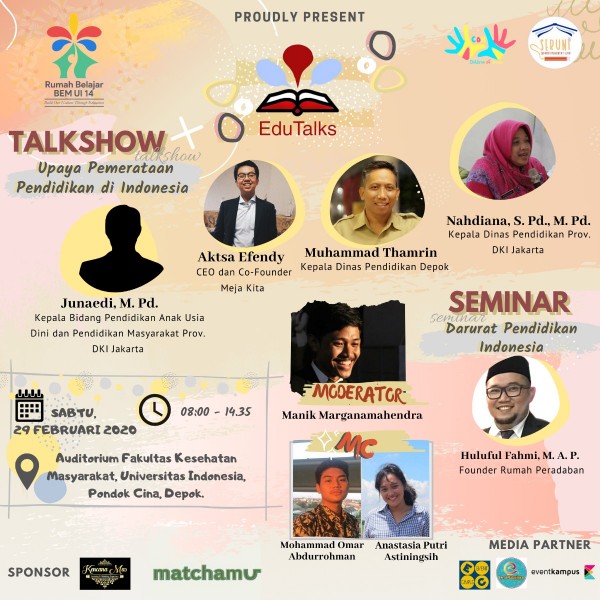 PROUDLY PRESENT
Rumah Belajar
BEM UI 14
EduTalks
SERUNI
TALKSHOW
talkshow
Upaya Pemerataan
Pendidikan di Indonesia
Junaedi, M. Pd.
Kepala Bidang Pendidikan Anak Usia
Dini dan Pendidikan Masyarakat Prov.
DKI Jakarta
Aktsa Efendy
CEO dan Co-Founder
Meja Kita
Muhammad Thamrin
Kepala Dinas Pendidikan Depok
Nahdiana, S. Pd., M. Pd.
Kepala Dinas Pendidikan Prov.
DKI Jakarta
SEMINAR
seminar
Darurat Pendidikan
Indonesia
Huluful Fahmi, M. A. P.
Founder Rumah Peradaban
MODERATOR
Manik Marganamahendra
MC
Mohammad Omar
Abdurrohman
Anastasia Putri
Astiningsih
SABTU,
29 FEBRUARI 2020
08:00 - 14.35
Auditorium Fakultas Kesehatan
Masyarakat, Universitas Indonesia,
Pondok Cina, Depok.
SPONSOR
Kencana Mas
matchamu
MEDIA PARTNER
eventkampus